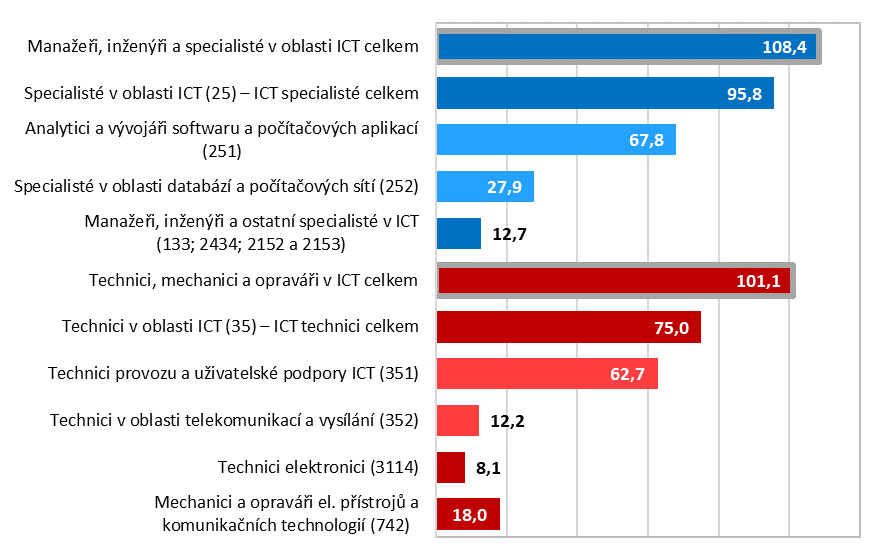 Manažeři, inženýři a specialisté v oblasti ICT celkem
108,4
Specialisté v oblasti ICT (25) – ICT specialisté celkem
95,8
Analytici a vývojáři softwaru a počítačových aplikací
(251)
67,8
Specialisté v oblasti databází a počítačových sítí (252)
27,9
Manažeři, inženýři a ostatní specialisté v ICT
(133; 2434; 2152 a 2153)
12,7
Technici, mechanici a opraváři v ICT celkem
101,1
Technici v oblasti ICT (35) – ICT technici celkem
75,0
Technici provozu a uživatelské podpory ICT (351)
62,7
Technici v oblasti telekomunikací a vysílání (352)
12,2
Technici elektronici (3114)
8,1
Mechanici a opraváři el. přístrojů a
komunikačních technologií (742)
18,0